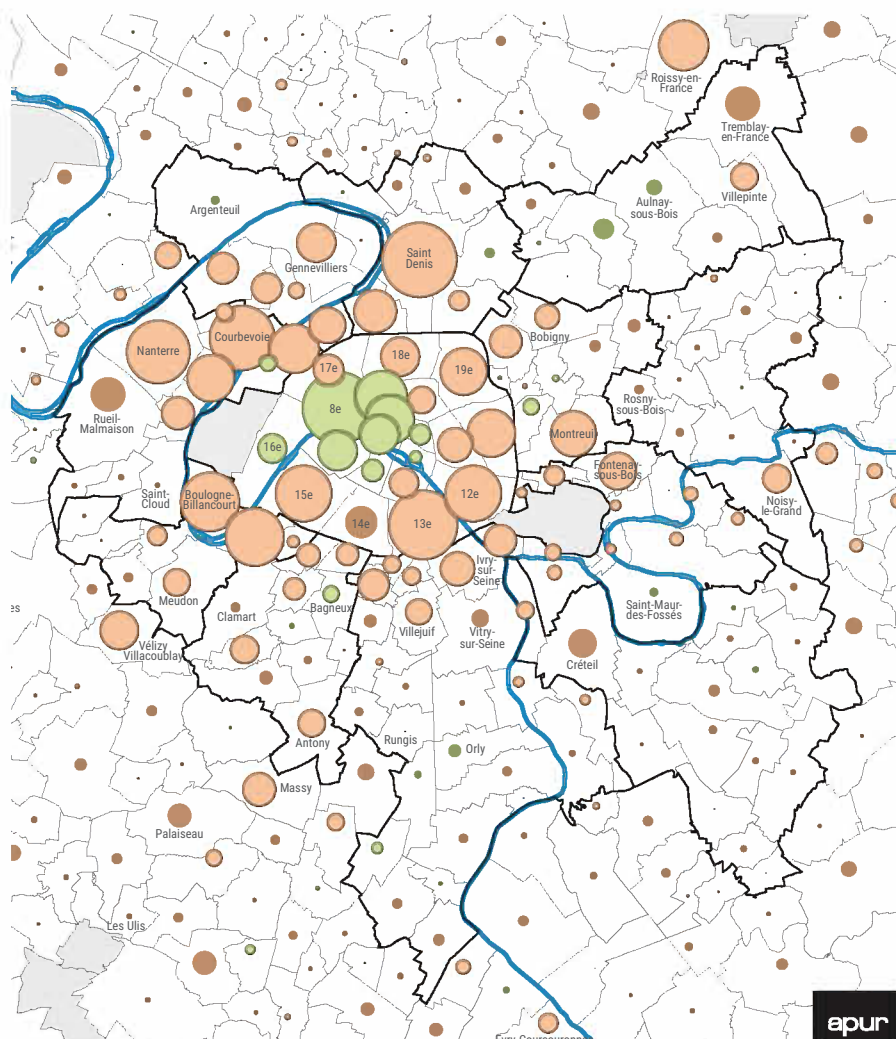 Roissy-en-
France
Tremblay-
en-France
Villepinte
Aulnay-
sous-Bois
Argenteuil
Gennevilliers
Saint
Denis
Bobigny
Courbevoie
Nanterre
17e
18e
19e
Rosny-
sous-Bois
Rueil-
Malmaison
8e
Montreuil
16e
Fontenay-
sous-Bois
Noisy-
le-Grand
Saint-
Cloud
Boulogne-
Billancourt
15e
12e
14e
13e
Ivry-
sur-
Seine
Meudon
Clamart
Bagneux
Villejuif
Vitry-
sur-Seine
Saint-Maur-
des-Fossés
es
Vélizy
Villacoublay
Créteil
Antony
Rungis
Orly
Massy
Palaiseau
Les Ulis
apur